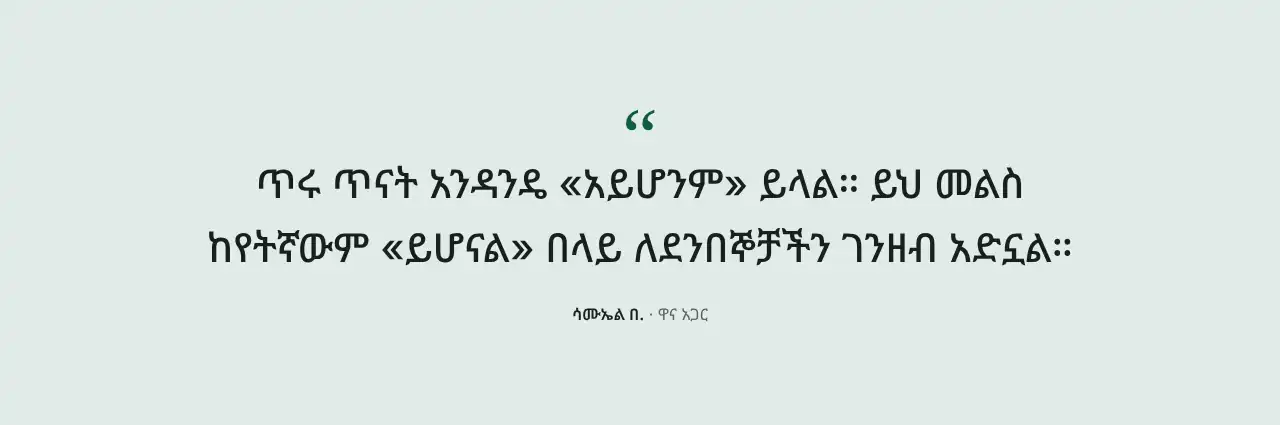 “
ጥሩ ጥናት አንዳንዴ «አይሆንም» ይላል። ይህ መልስ
ከየትኛውም «ይሆናል» በላይ ለደንበኞቻችን ገንዘብ አድኗል።
ሳሙኤል በ. · ዋና አጋር